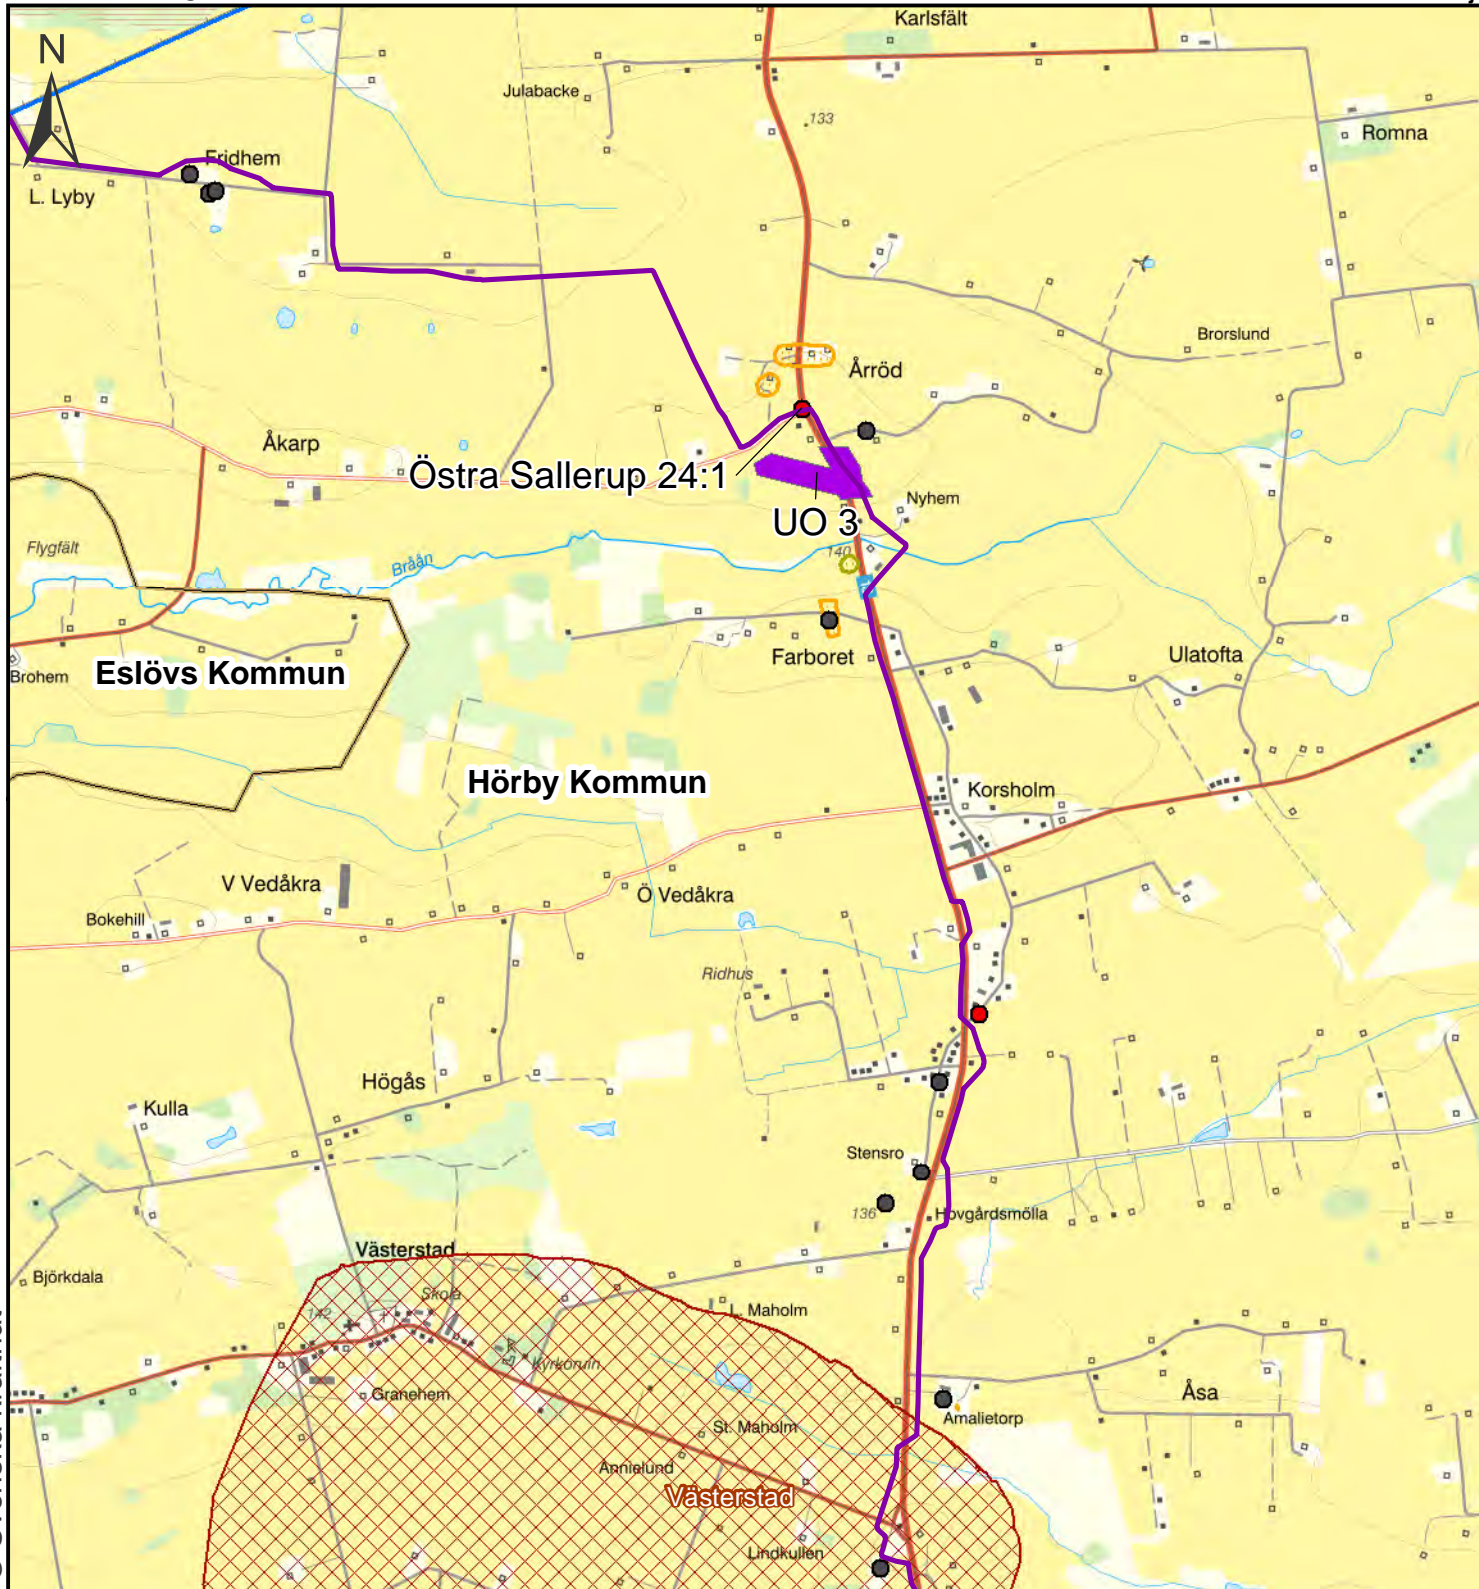 Karlsfält
N
Julabacke
133
Romna
Fridhem
L. Lyby
Brorslund
Årröd
Åkarp
Östra Sallerup 24:1
Nyhem
UO 3
Flygfält
Bråån
140
Brohem
Eslövs Kommun
Farboret
Ulatofta
Hörby Kommun
Korsholm
V Vedåkra
Ö Vedåkra
Bokehill
Ridhus
Högås
Kulla
Stensro
136
Hovgårdsmölla
Västerstad
Björkdala
Skola
142
L. Maholm
Kyrkoruin
Granehem
Åsa
Amalietorp
St. Maholm
Annielund
Västerstad
Lindkullen